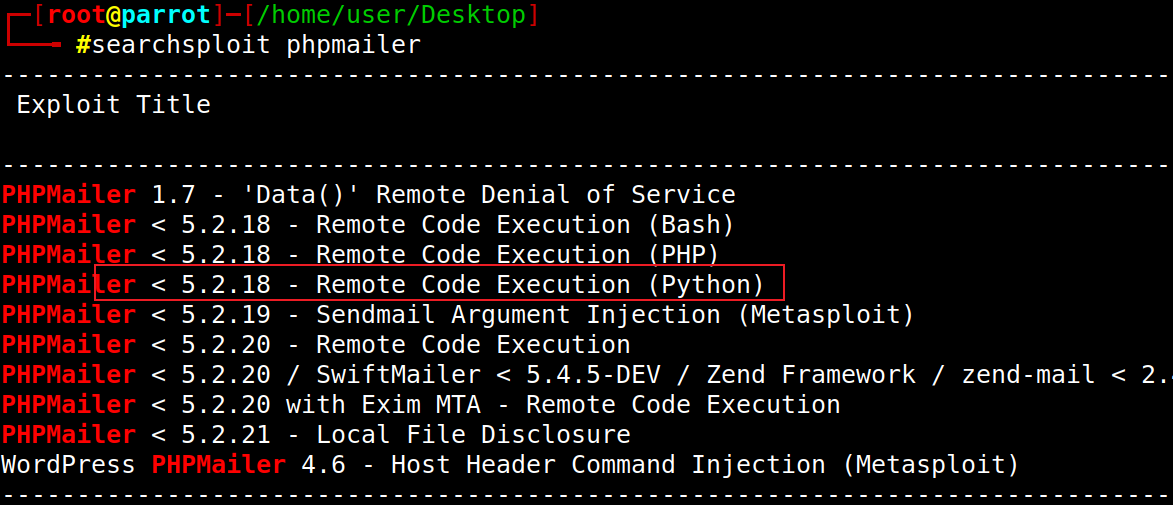 ┌─[root@parrot]─[/home/user/Desktop]
└──╼ #searchsploit phpmailer
------------------------------------------------------------------------------
Exploit Title
------------------------------------------------------------------------------
PHPMailer 1.7 - 'Data()' Remote Denial of Service
PHPMailer < 5.2.18 - Remote Code Execution (Bash)
PHPMailer < 5.2.18 - Remote Code Execution (PHP)
PHPMailer < 5.2.18 - Remote Code Execution (Python)
PHPMailer < 5.2.19 - Sendmail Argument Injection (Metasploit)
PHPMailer < 5.2.20 - Remote Code Execution
PHPMailer < 5.2.20 / SwiftMailer < 5.4.5-DEV / Zend Framework / zend-mail < 2.
PHPMailer < 5.2.20 with Exim MTA - Remote Code Execution
PHPMailer < 5.2.21 - Local File Disclosure
WordPress PHPMailer 4.6 - Host Header Command Injection (Metasploit)
------------------------------------------------------------------------------